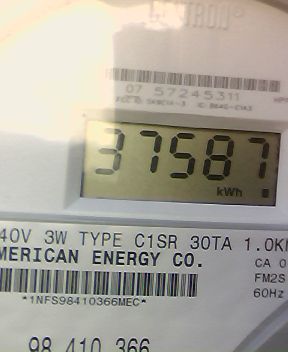 07 57245311
37587
kWh
40V 3W TYPE C1SR 30TA 1.0K
MERICAN ENERGY CO.
CA 0
FM2S
60Hz
*1NFS98410366MEC*
98 410 366